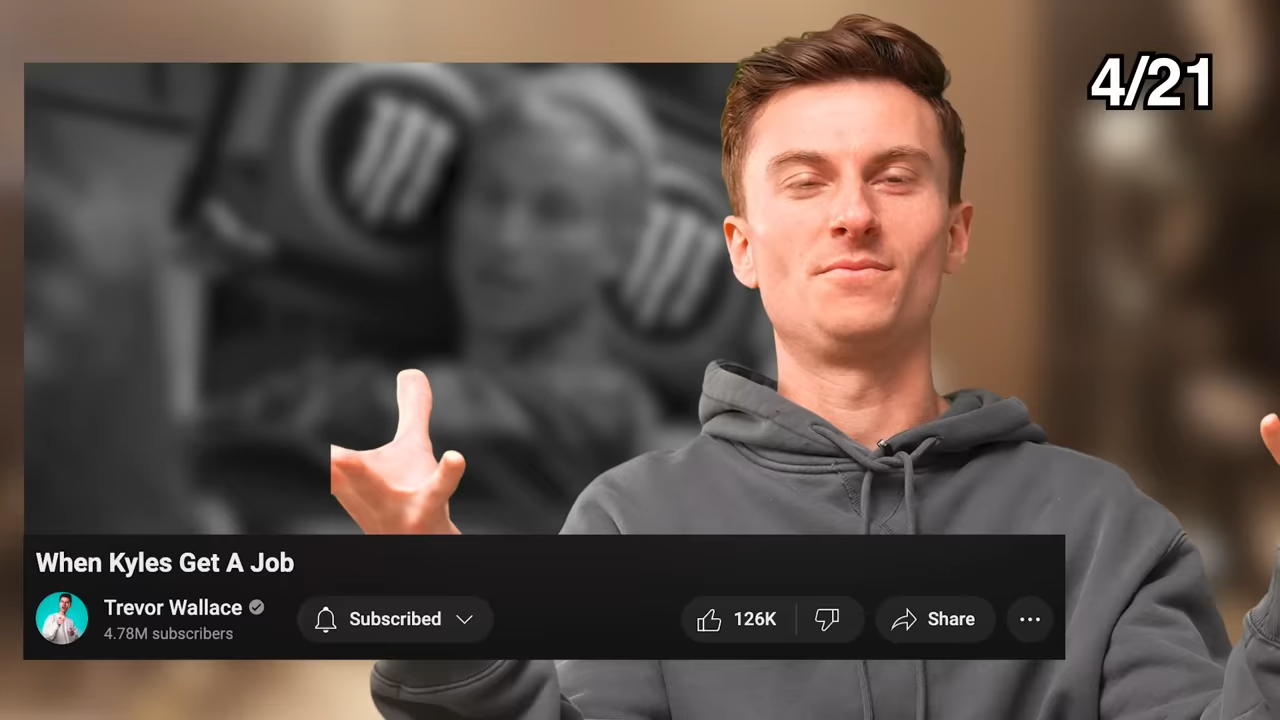 4/21
When Kyles Get A Job
Trevor Wallace
4.78M subscribers
Subscribed
126K
Share